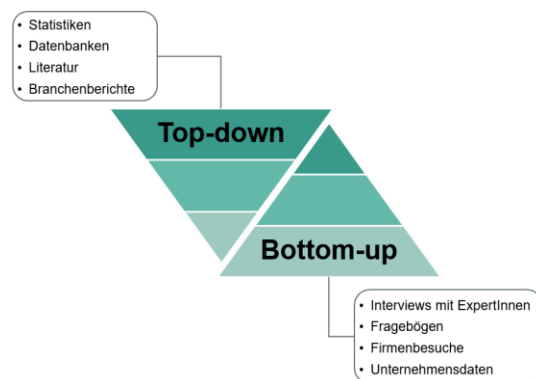 • Statistiken
• Datenbanken
• Literatur
• Branchenberichte
Top-down
Bottom-up
• Interviews mit ExpertInnen
• Fragebögen
• Firmenbesuche
• Unternehmensdaten